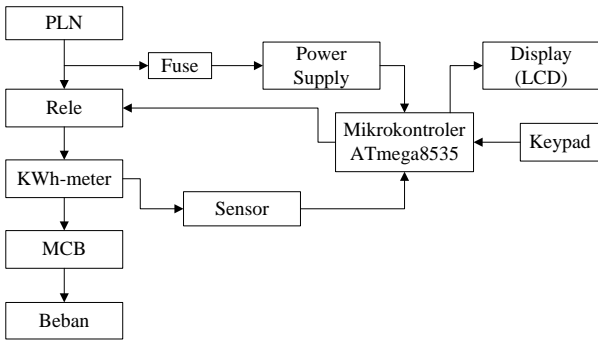 PLN
Fuse
Power
Supply
Display
(LCD)
Rele
Mikrokontroler
ATmega8535
Keypad
KWh-meter
Sensor
MCB
Beban